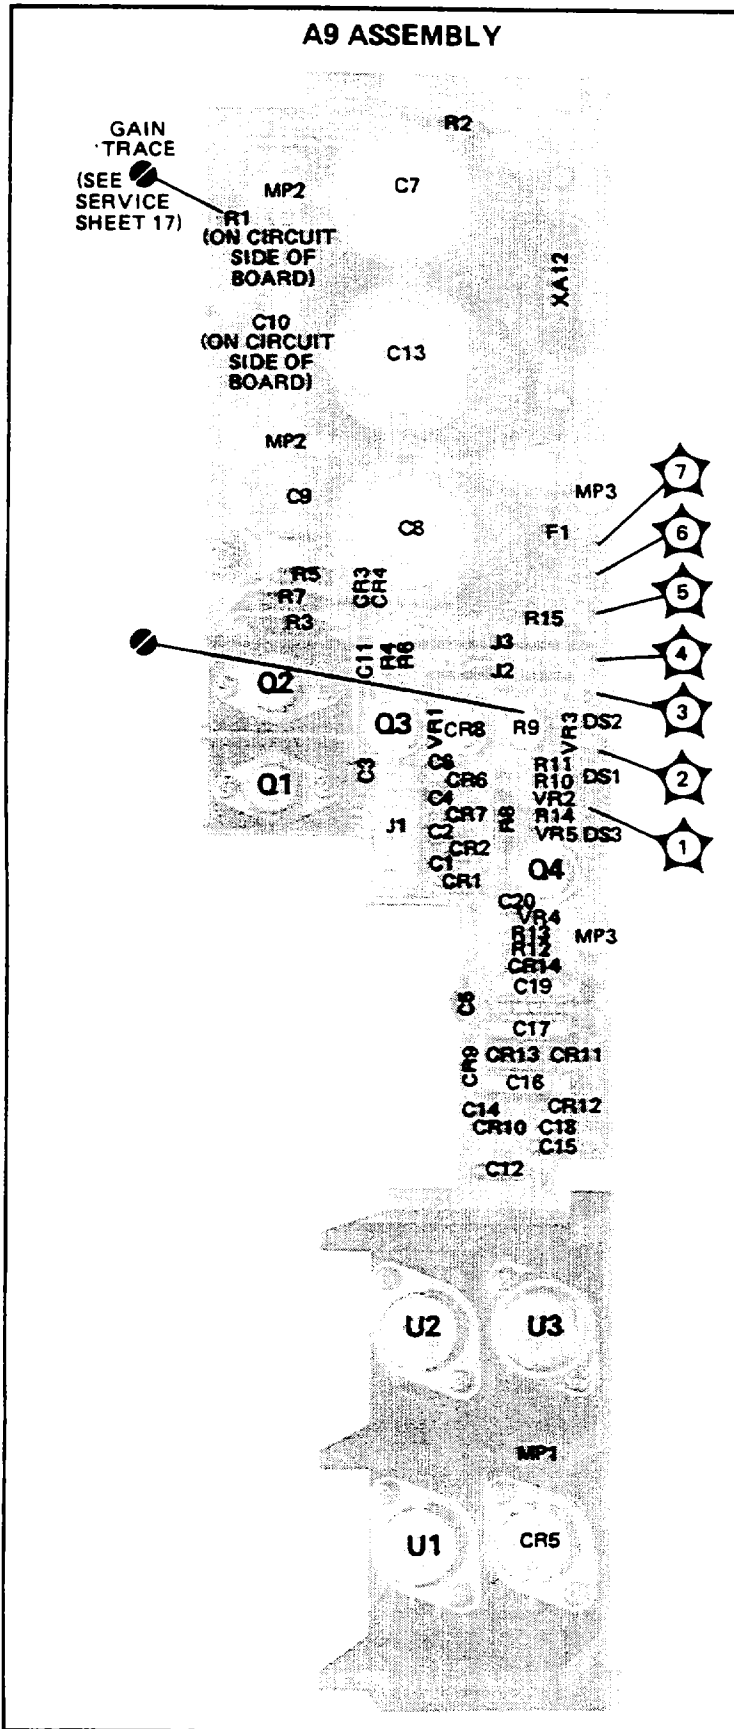 A9 ASSEMBLY
GAIN
TRACE
(SEE
SERVICE
SHEET 17)
R2
MP2
C7
R1
(ON CIRCUIT
SIDE OF
BOARD)
XA12
C10
(ON CIRCUIT
SIDE OF
BOARD)
C13
MP2
C9
MP3
7
C8
F1
6
R5
CR3
CR4
R7
5
R3
R15
C11
R4
R6
J3
J2
4
Q2
3
Q3
VR1
CR8
R9
VR3
DS2
C3
C6
R11
2
Q1
CR6
R10
DS1
C4
VR2
J1
CR7
R8
R14
C2
VR5
DS3
1
CR2
C1
CR1
Q4
C20
VR4
R13
MP3
R12
CR14
C5
C19
C17
CR9
CR13
CR11
C16
C14
CR12
CR10
C18
C15
C12
U2
U3
MP1
U1
CR5